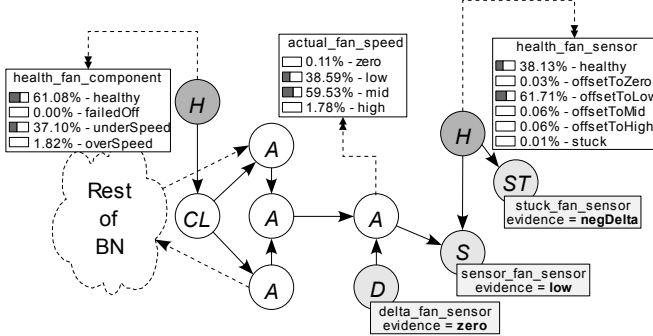 health_fan_component
61.08% - healthy
0.00% - failedOff
37.10% - underSpeed
1.82% - overSpeed
actual_fan_speed
0.11% - zero
38.59% - low
59.53% - mid
1.78% - high
health_fan_sensor
38.13% - healthy
0.03% - offsetToZero
61.71% - offsetToLow
0.06% - offsetToMid
0.06% - offsetToHigh
0.01% - stuck
H
H
A
ST
stuck_fan_sensor
evidence = negDelta
Rest
of
BN
CL
A
A
S
sensor_fan_sensor
evidence = low
A
D
delta_fan_sensor
evidence = zero